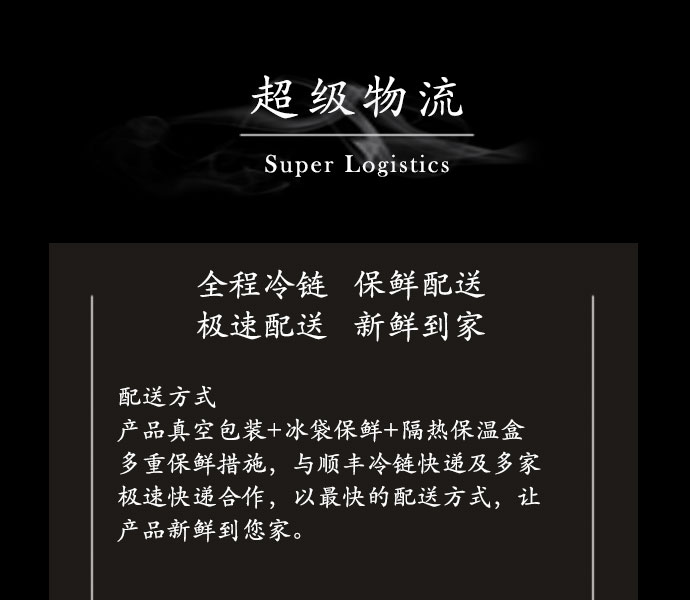 超级物流
Super Logistics
全程冷链 保鲜配送
极速配送 新鲜到家
配送方式
产品真空包装+冰袋保鲜+隔热保温盒
多重保鲜措施，与顺丰冷链快递及多家
极速快递合作，以最快的配送方式，让
产品新鲜到您家。